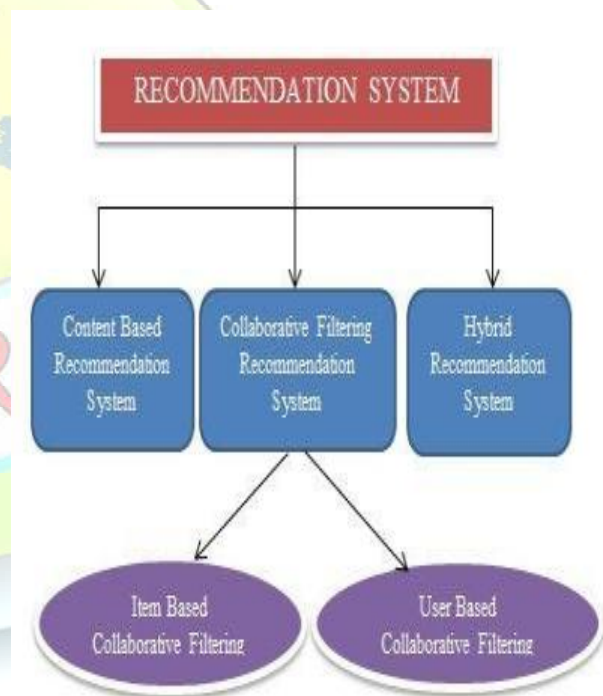 RECOMMENDATION SYSTEM
Content Based
Recommendation
System
Collaborative Filtering
Recommendation
System
Hybrid
Recommendation
System
Item Based
Collaborative Filtering
User Based
Collaborative Filtering